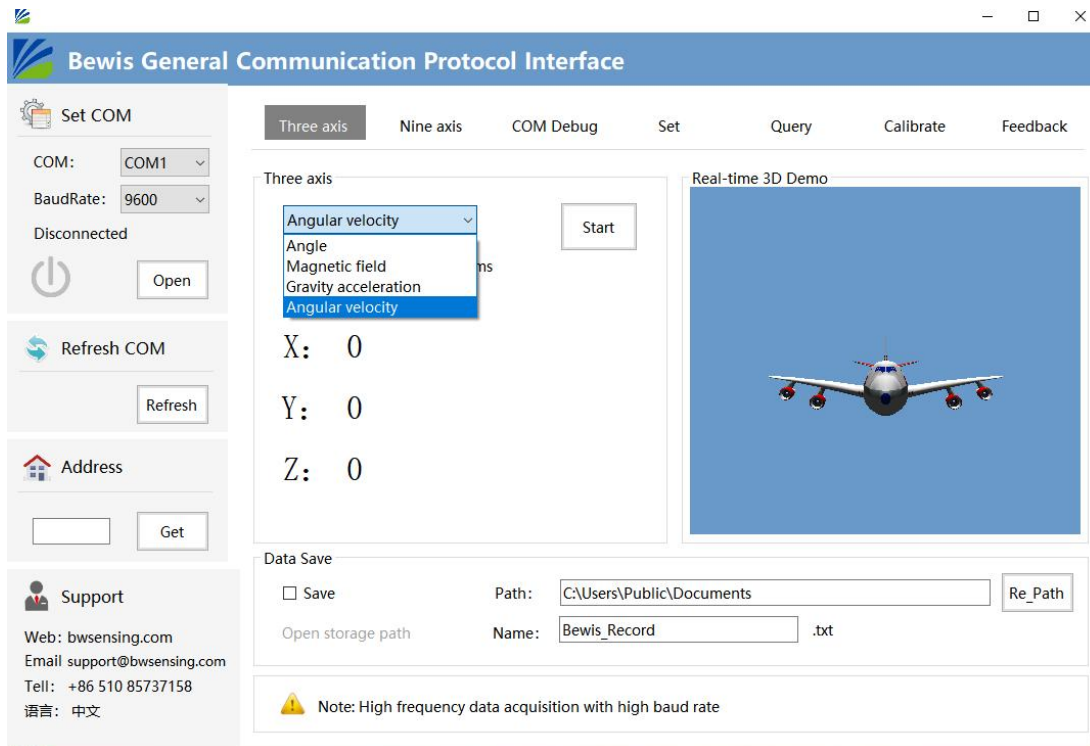 Bewis General Communication Protocol Interface
Set COM
COM: COM1
BaudRate: 9600
Disconnected
Open
Refresh COM
Refresh
Address
Get
Support
Web: bwsensing.com
Email support@bwsensing.com
Tell: +86 510 85737158
语言: 中文
Three axis Nine axis COM Debug Set Query Calibrate Feedback
Three axis
Angular velocity
Start
Angle
Magnetic field
ms
Gravity acceleration
Angular velocity
X: 0
Y: 0
Z: 0
Real-time 3D Demo
Data Save
Save Path: C:\Users\Public\Documents Re_Path
Open storage path Name: Bewis_Record .txt
Note: High frequency data acquisition with high baud rate